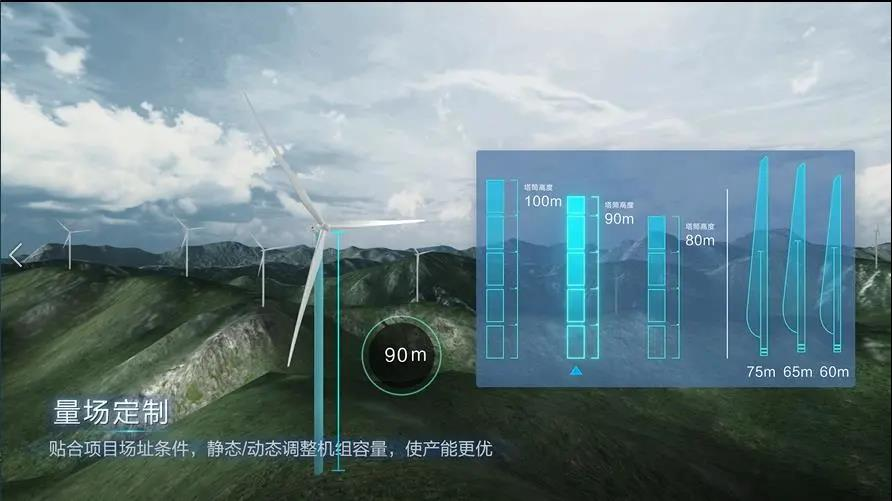 塔筒高度
100m
塔筒高度
90m
塔筒高度
80m
90m
75m 65m 60m
量场定制
贴合项目场址条件，静态/动态调整机组容量，使产能更优